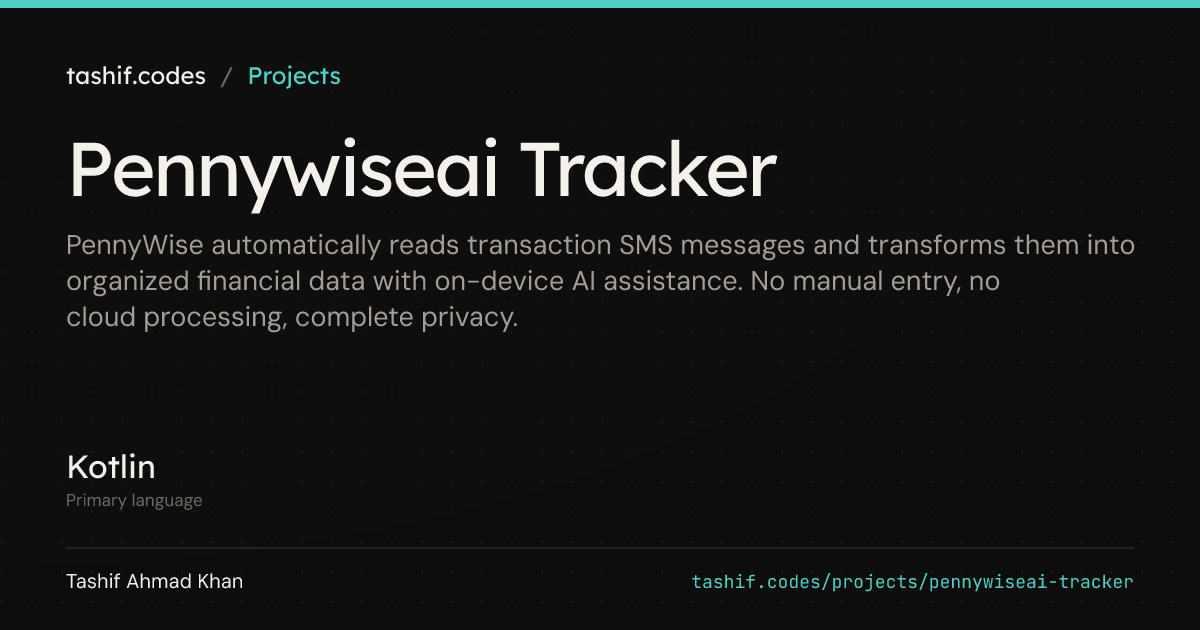 tashif.codes / Projects
Pennywiseai Tracker
PennyWise automatically reads transaction SMS messages and transforms them into
organized financial data with on-device AI assistance. No manual entry, no
cloud processing, complete privacy.
Kotlin
Primary language
Tashif Ahmad Khan
tashif.codes/projects/pennywiseai-tracker